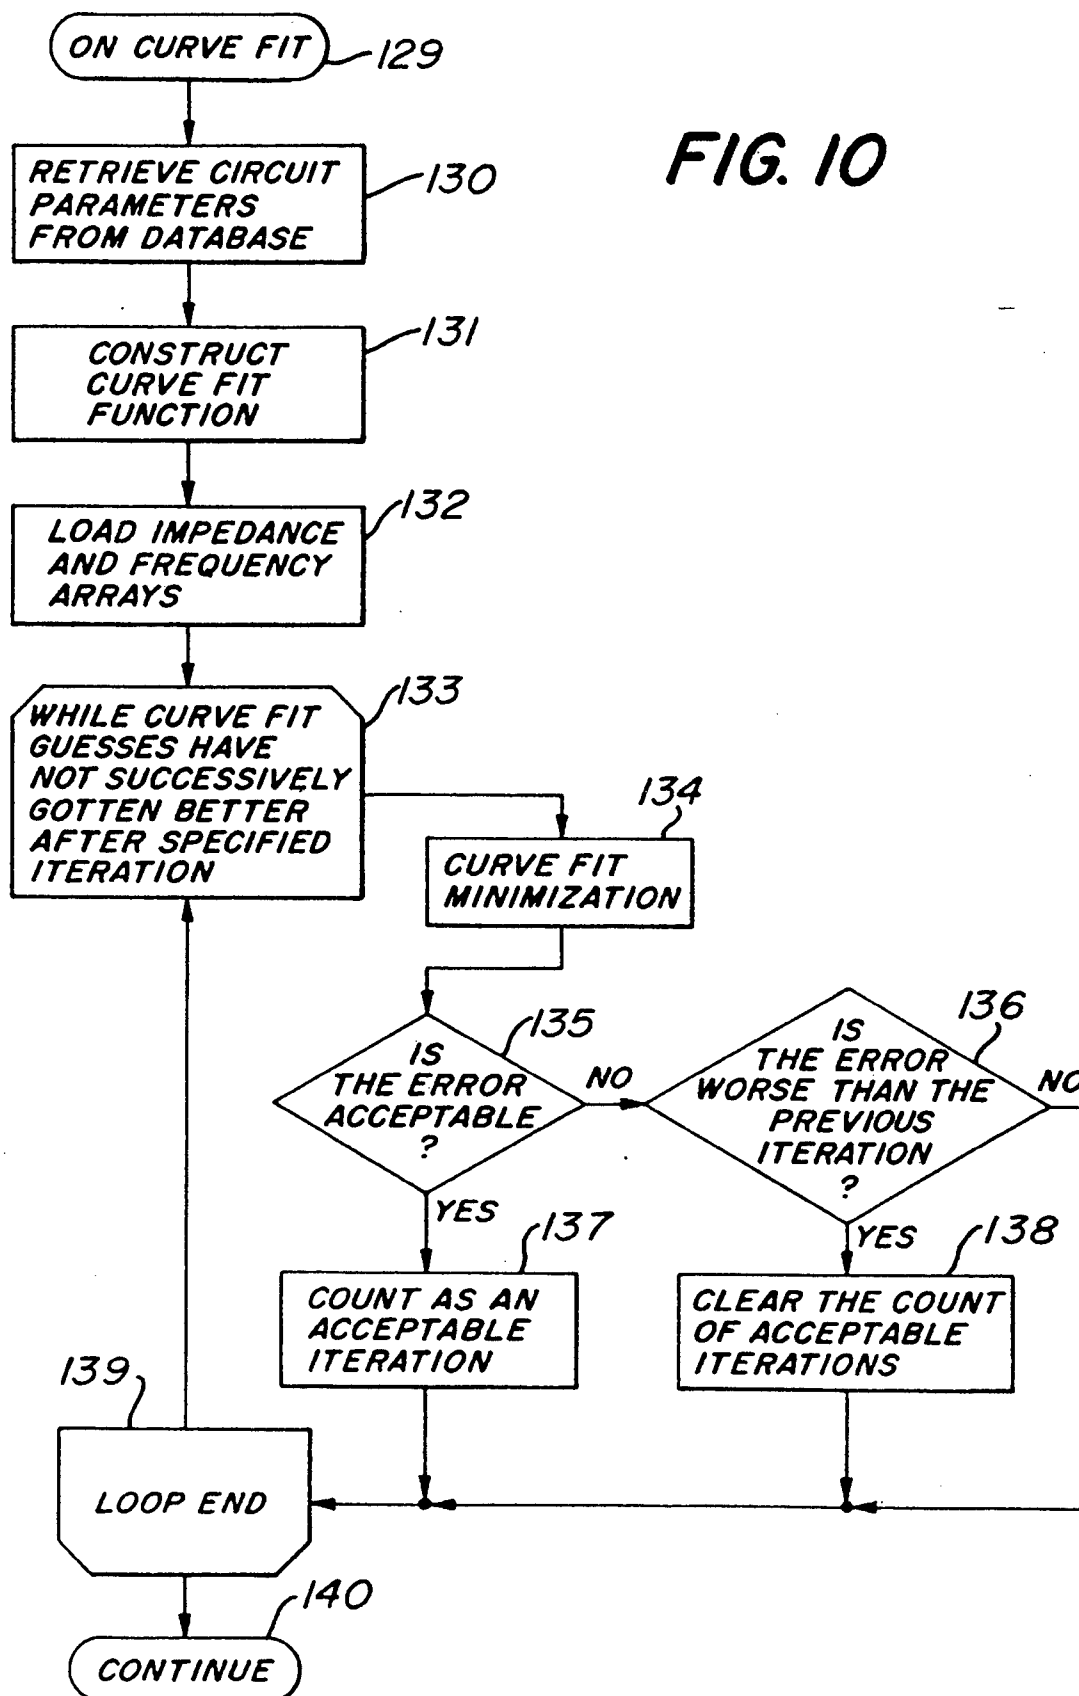 ON CURVE FIT
129
FIG. 10
RETRIEVE CIRCUIT
PARAMETERS
FROM DATABASE
130
CONSTRUCT
CURVE FIT
FUNCTION
131
LOAD IMPEDANCE
AND FREQUENCY
ARRAYS
132
WHILE CURVE FIT
GUESSES HAVE
NOT SUCCESSIVELY
GOTTEN BETTER
AFTER SPECIFIED
ITERATION
133
CURVE FIT
MINIMIZATION
134
IS
THE ERROR
ACCEPTABLE
?
135
NO
IS
THE ERROR
WORSE THAN THE
PREVIOUS
ITERATION
?
136
NO
YES
COUNT AS AN
ACCEPTABLE
ITERATION
137
YES
CLEAR THE COUNT
OF ACCEPTABLE
ITERATIONS
138
LOOP END
139
CONTINUE
140